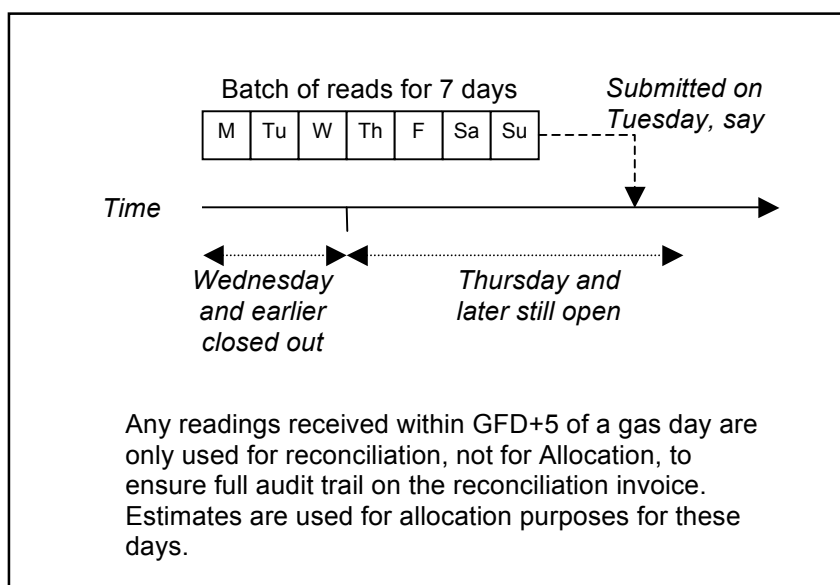 Batch of reads for 7 days
Submitted on
Tuesday, say
M Tu W Th F Sa Su
Time
Wednesday
and earlier
closed out
Thursday and
later still open
Any readings received within GFD+5 of a gas day are
only used for reconciliation, not for Allocation, to
ensure full audit trail on the reconciliation invoice.
Estimates are used for allocation purposes for these
days.